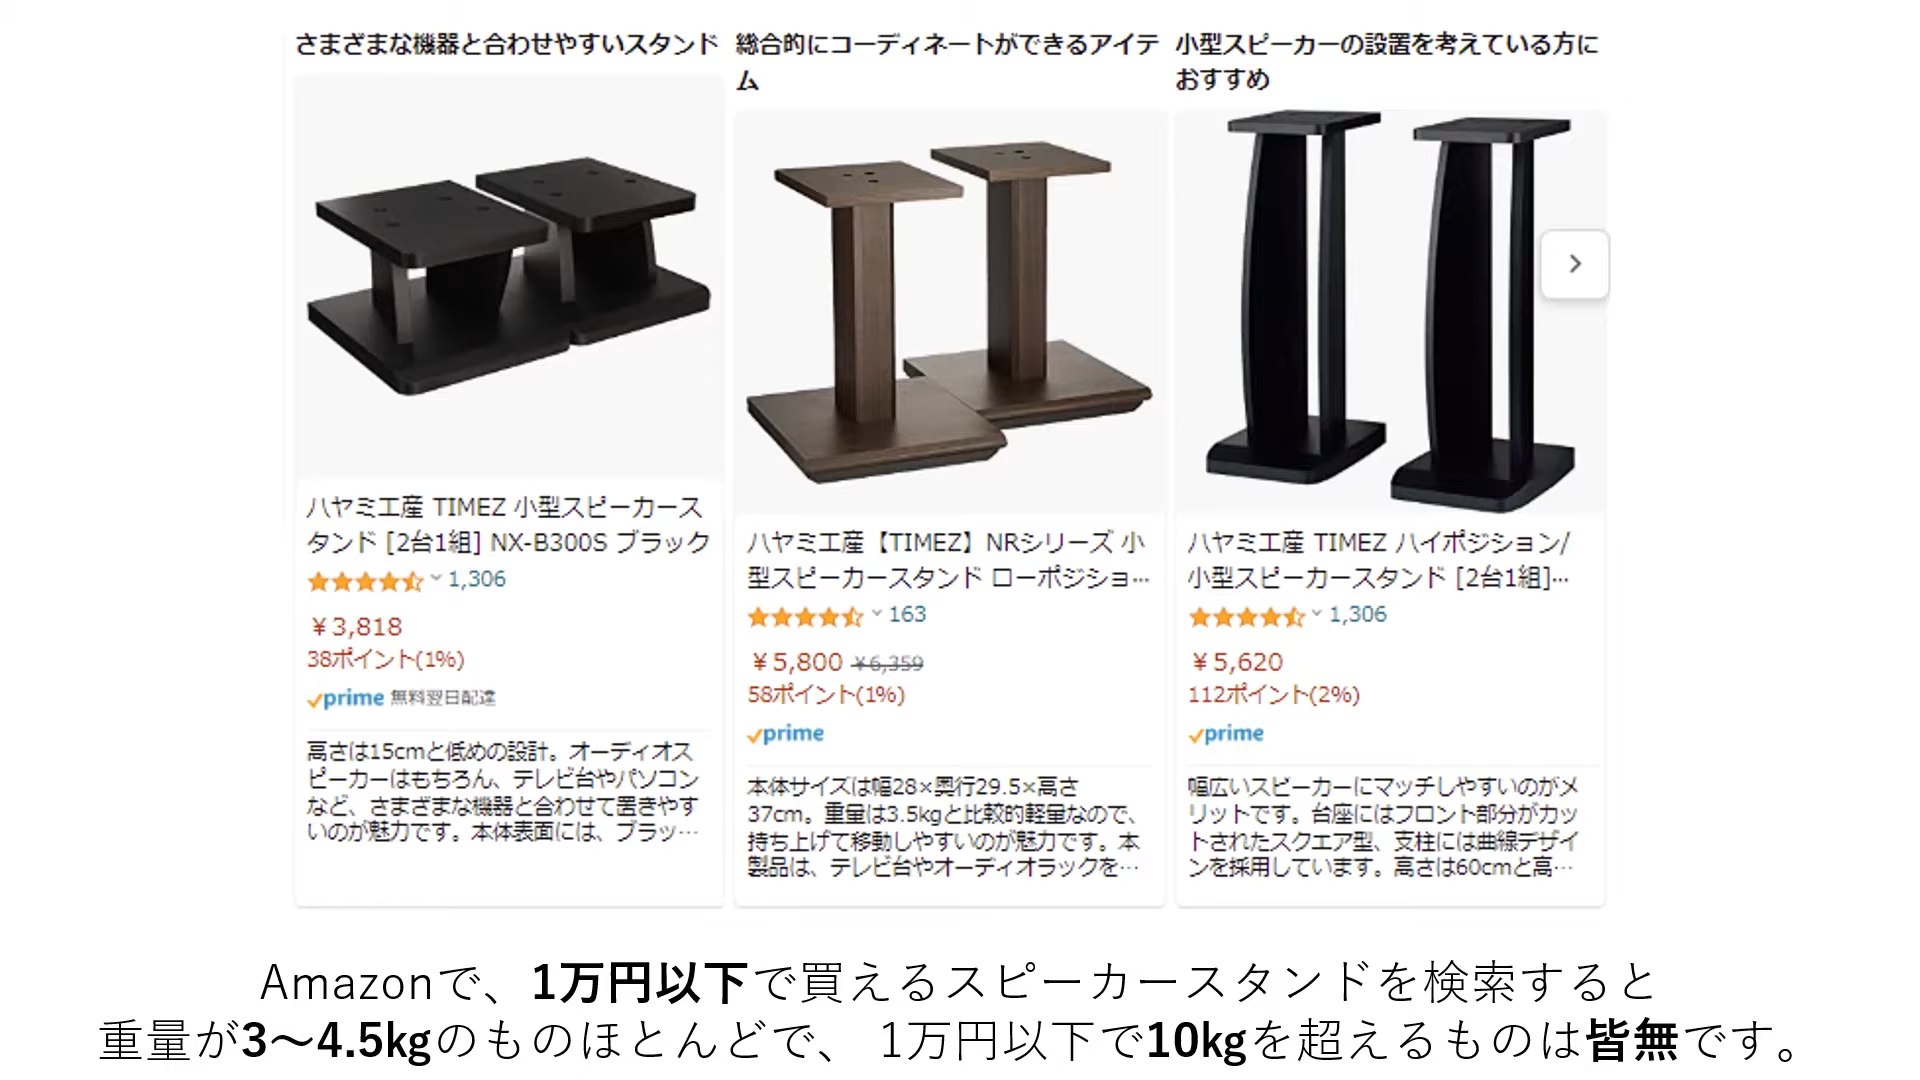 さまざまな機器と合わせやすいスタンド
ハヤミ工産 TIMEZ 小型スピーカース
タンド [2台1組] NX-B300S ブラック
1,306
￥3,818
38ポイント(1%)
prime 無料翌日配達
高さは15cmと低めの設計。オーディオス
ピーカーはもちろん、テレビ台やパソコン
など、さまざまな機器と合わせて置きやす
いのが魅力です。本体表面には、ブラッ…
総合的にコーディネートができるアイテ
ム
ハヤミ工産【TIMEZ】NRシリーズ 小
型スピーカースタンド ローポジショ…
163
￥5,800 ￥6,359
58ポイント(1%)
prime
本体サイズは幅28×奥行29.5×高さ
37cm。重量は3.5kgと比較的軽量なので、
持ち上げて移動しやすいのが魅力です。本
製品は、テレビ台やオーディオラックを…
小型スピーカーの設置を考えている方に
おすすめ
ハヤミ工産 TIMEZ ハイポジション/
小型スピーカースタンド [2台1組]…
1,306
￥5,620
112ポイント(2%)
prime
幅広いスピーカーにマッチしやすいのがメ
リットです。台座にはフロント部分がカッ
トされたスクエア型、支柱には曲線デザイ
ンを採用しています。高さは60cmと高…
Amazonで、1万円以下で買えるスピーカースタンドを検索すると
重量が3～4.5kgのものほとんどで、 1万円以下で10kgを超えるものは皆無です。